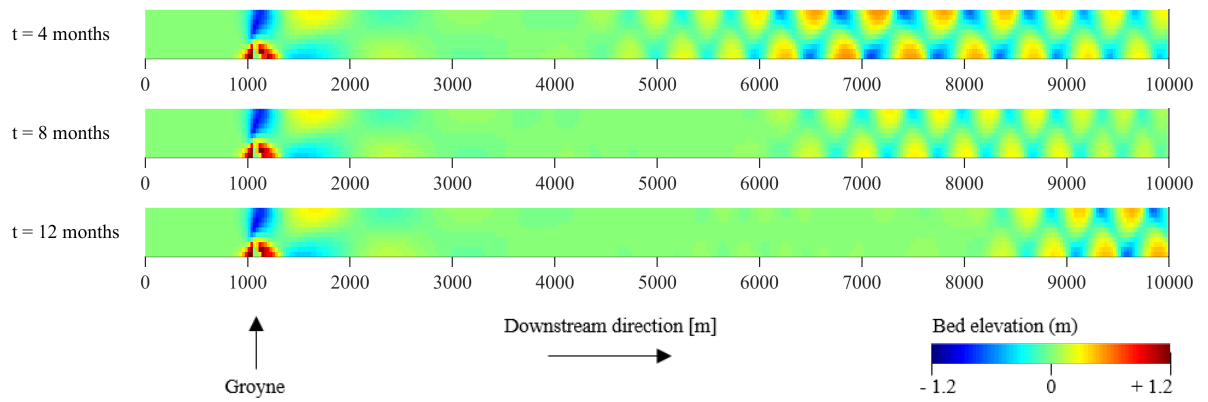 t = 4 months
0 1000 2000 3000 4000 5000 6000 7000 8000 9000 10000
t = 8 months
0 1000 2000 3000 4000 5000 6000 7000 8000 9000 10000
t = 12 months
0 1000 2000 3000 4000 5000 6000 7000 8000 9000 10000
Downstream direction [m]
Groyne
Bed elevation (m)
- 1.2 0 + 1.2